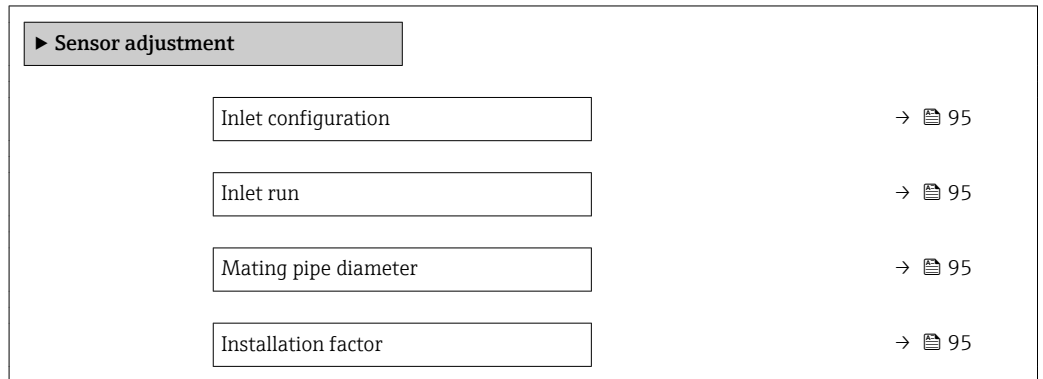 ▶ Sensor adjustment
Inlet configuration → 95
Inlet run → 95
Mating pipe diameter → 95
Installation factor → 95